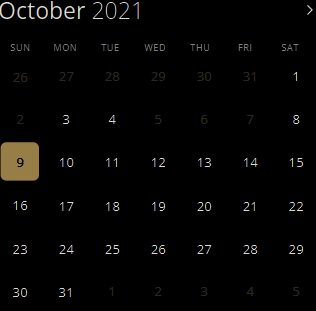 October 2021
SUN MON TUE WED THU FRI SAT
26 27 28 29 30 31 1
2 3 4 5 6 7 8
9 10 11 12 13 14 15
16 17 18 19 20 21 22
23 24 25 26 27 28 29
30 31 1 2 3 4 5